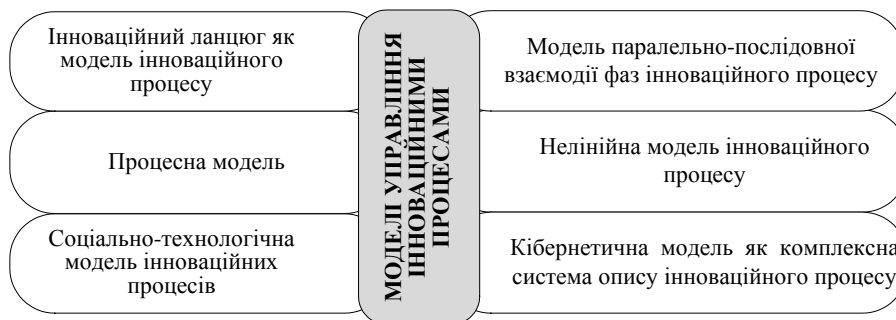 Інноваційний ланцюг як
модель інноваційного
процесу
Процесна модель
Соціально-технологічна
модель інноваційних
процесів
МОДЕЛІ УПРАВЛІННЯ
ІННОВАЦІЙНИМИ
ПРОЦЕСАМИ
Модель паралельно-послідовної
взаємодії фаз інноваційного процесу
Нелінійна модель інноваційного
процесу
Кібернетична модель як комплексна
система опису інноваційного процесу